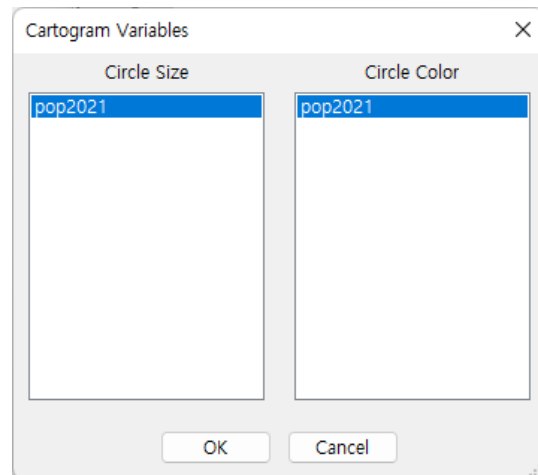 Cartogram Variables
Circle Size
Circle Color
pop2021
pop2021
OK
Cancel